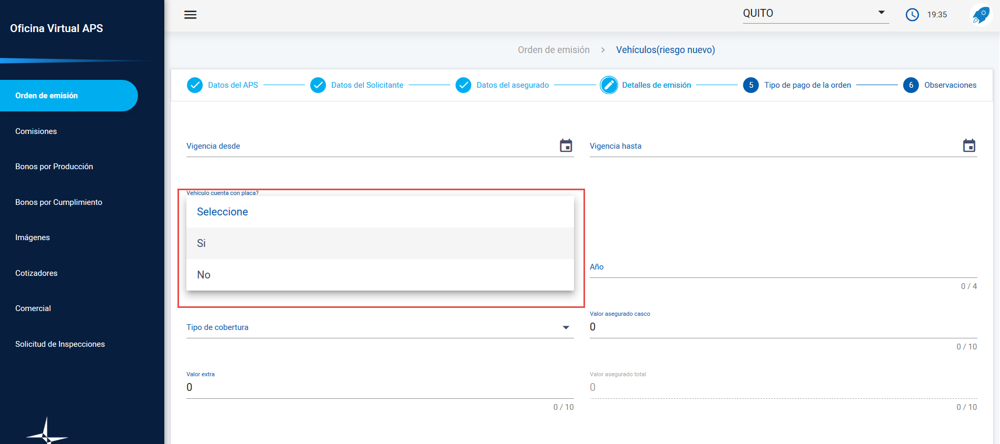 Oficina Virtual APS
QUITO
19:35
Orden de emisión > Vehículos(riesgo nuevo)
Datos del APS
Datos del Solicitante
Datos del asegurado
Detalles de emisión
5 Tipo de pago de la orden
6 Observaciones
Orden de emisión
Comisiones
Bonos por Producción
Bonos por Cumplimiento
Imágenes
Cotizadores
Comercial
Solicitud de Inspecciones
Vigencia desde
Vigencia hasta
Vehículo cuenta con placa?
Seleccione
Si
No
Año
0 / 4
Tipo de cobertura
Valor asegurado casco
0
0 / 10
Valor extra
0
0 / 10
Valor asegurado total
0
0 / 10